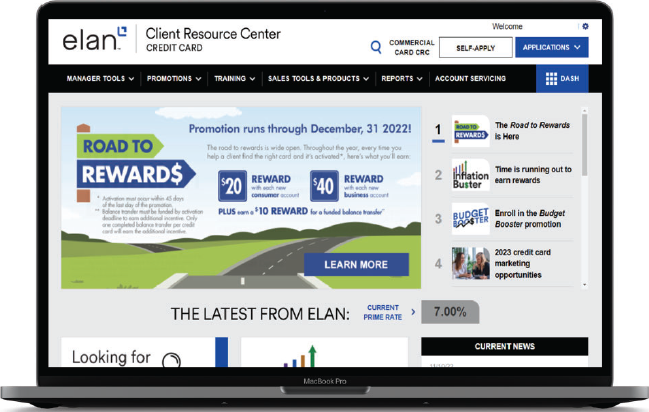 Welcome
elan
Client Resource Center
CREDIT CARD
COMMERCIAL
CARD CRC
SELF-APPLY
APPLICATIONS
MANAGER TOOLS
PROMOTIONS
TRAINING
SALES TOOLS & PRODUCTS
REPORTS
ACCOUNT SERVICING
DASH
ROAD TO
REWARD$
Promotion runs through December, 31 2022!
The road to rewards is wide open. Throughout the year, every time you
help a client find the right card and it's activated*, here's what you'll earn:
$20
REWARD
with each new
consumer account
$40
REWARD
with each new
business account
PLUS earn a $10 REWARD for a funded balance transfer**
* Activation must occur within 45 days
of the last day of the promotion.
** Balance transfer must be funded for activation
deadline to earn additional incentive. Only
one completed balance transfer per credit
card will earn the additional incentive.
LEARN MORE
1
ROAD TO
REWARD$
The Road to Rewards
is Here
2
Inflation
Buster
Time is running out to
earn rewards
3
BUDGET
Enroll in the Budget
Booster promotion
4
2023 credit card
marketing
opportunities
THE LATEST FROM ELAN:
CURRENT
PRIME RATE
7.00%
Looking for
CURRENT NEWS
MacBook Pro